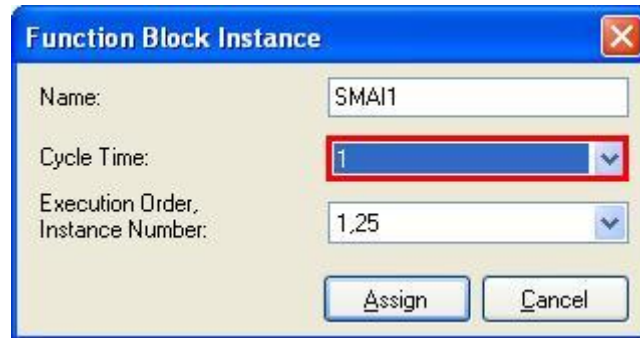 Function Block Instance
Name:
SMAI1
Cycle Time:
1
Execution Order,
Instance Number:
1,25
Assign
Cancel